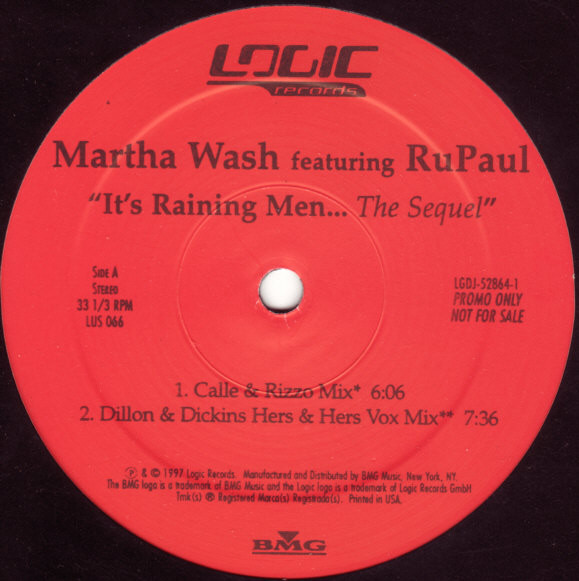 LOGIC
records
Martha Wash featuring RuPaul
"It's Raining Men... The Sequel"
SIDE A
STEREO
33 1/3 RPM
LUS 066
LGDJ-52864-1
PROMO ONLY
NOT FOR SALE
1. Calle & Rizzo Mix* 6:06
2. Dillon & Dickins Hers & Hers Vox Mix** 7:36
℗ & © 1997 Logic Records. Manufactured and Distributed by BMG Music, New York, NY.
The BMG logo is a trademark of BMG Music and the Logic logo is a trademark of Logic Records GmbH
Tmk(s) ® Registered Marca(s) Registrada(s). Printed in USA.
BMG